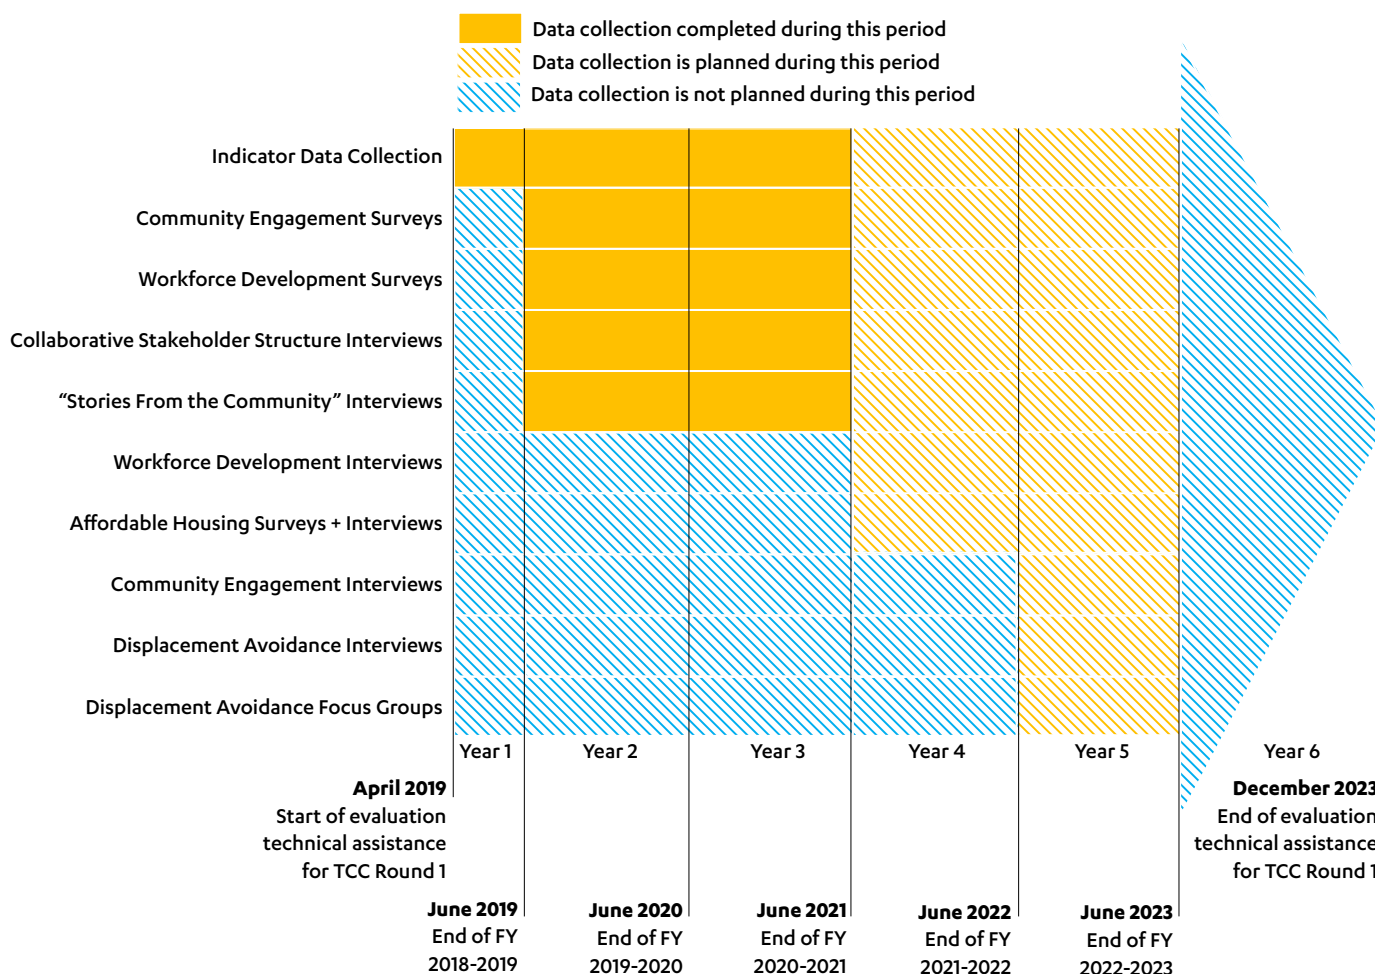 Data collection completed during this period
Data collection is planned during this period
Data collection is not planned during this period
Indicator Data Collection
Community Engagement Surveys
Workforce Development Surveys
Collaborative Stakeholder Structure Interviews
“Stories From the Community” Interviews
Workforce Development Interviews
Affordable Housing Surveys + Interviews
Community Engagement Interviews
Displacement Avoidance Interviews
Displacement Avoidance Focus Groups
Year 1
Year 2
Year 3
Year 4
Year 5
Year 6
April 2019
Start of evaluation
technical assistance
for TCC Round 1
December 2023
End of evaluation
technical assistance
for TCC Round 1
June 2019
End of FY
2018-2019
June 2020
End of FY
2019-2020
June 2021
End of FY
2020-2021
June 2022
End of FY
2021-2022
June 2023
End of FY
2022-2023